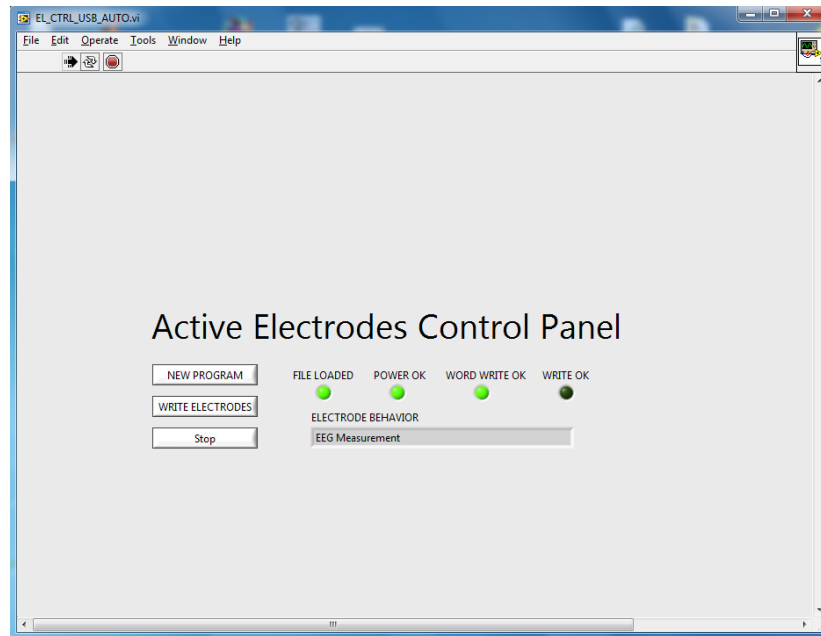 EL_CTRL_USB_AUTO.vi
File Edit Operate Tools Window Help
Active Electrodes Control Panel
NEW PROGRAM FILE LOADED POWER OK WORD WRITE OK WRITE OK
WRITE ELECTRODES ELECTRODE BEHAVIOR
Stop EEG Measurement